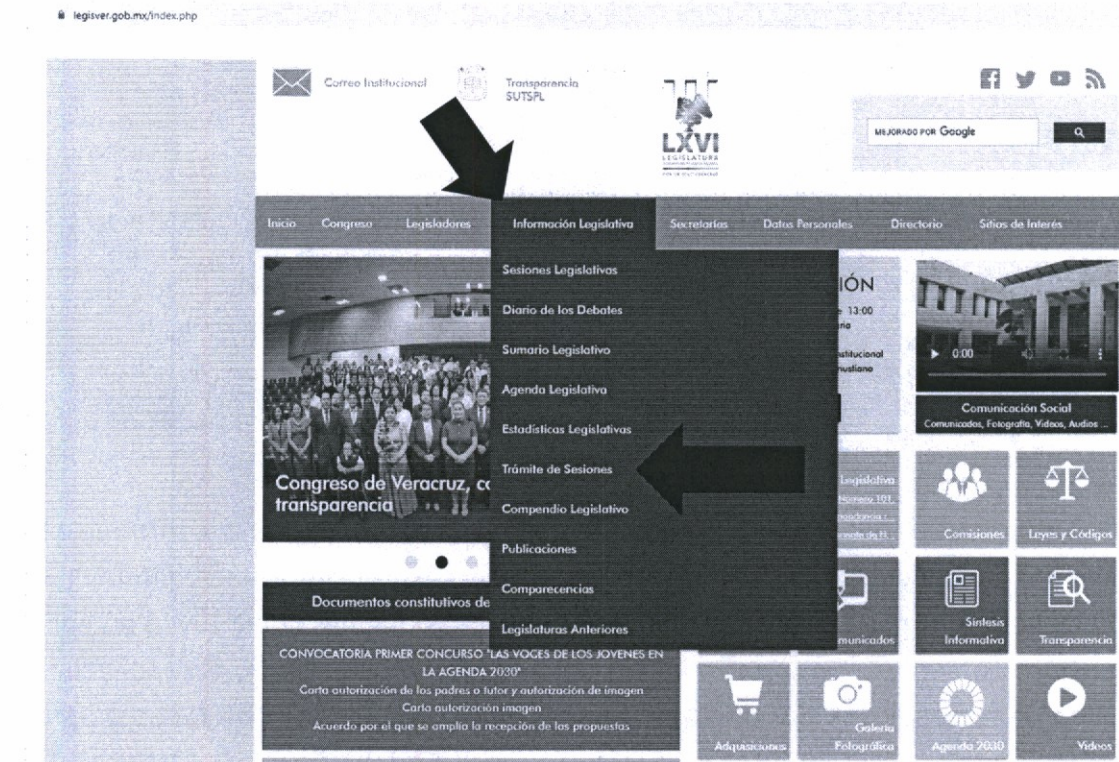 legisver.gob.mx/index.php
Correo Institucional
Transparencia
SUTSPL
LXVI
LEGISLATURA
MEJORADO POR Google
Inicio
Congreso
Legisladores
Información Legislativa
Secretarías
Datos Personales
Directorio
Sitios de Interés
Sesiones Legislativas
Diario de los Debates
Sumario Legislativo
Agenda Legislativa
Estadísticas Legislativas
Trámite de Sesiones
Compendio Legislativo
Publicaciones
Comparecencias
Legislaturas Anteriores
Congreso de Veracruz, co
transparencia
IÓN
13:00
0:00
Comunicación Social
Comunicados, Fotografía, Videos, Audios ...
Legislativa
Comisiones
Leyes y Códigos
Síntesis
Informativa
Transparencia
municados
Documentos constitutivos de
CONVOCATORIA PRIMER CONCURSO "LAS VOCES DE LOS JOVENES EN
LA AGENDA 2030"
Carta autorización de los padres o tutor y autorización de imagen
Carta autorización imagen
Acuerdo por el que se amplía la recepción de las propuestas
Adquisiciones
Galería
Fotográfica
Agenda 2030
Videos